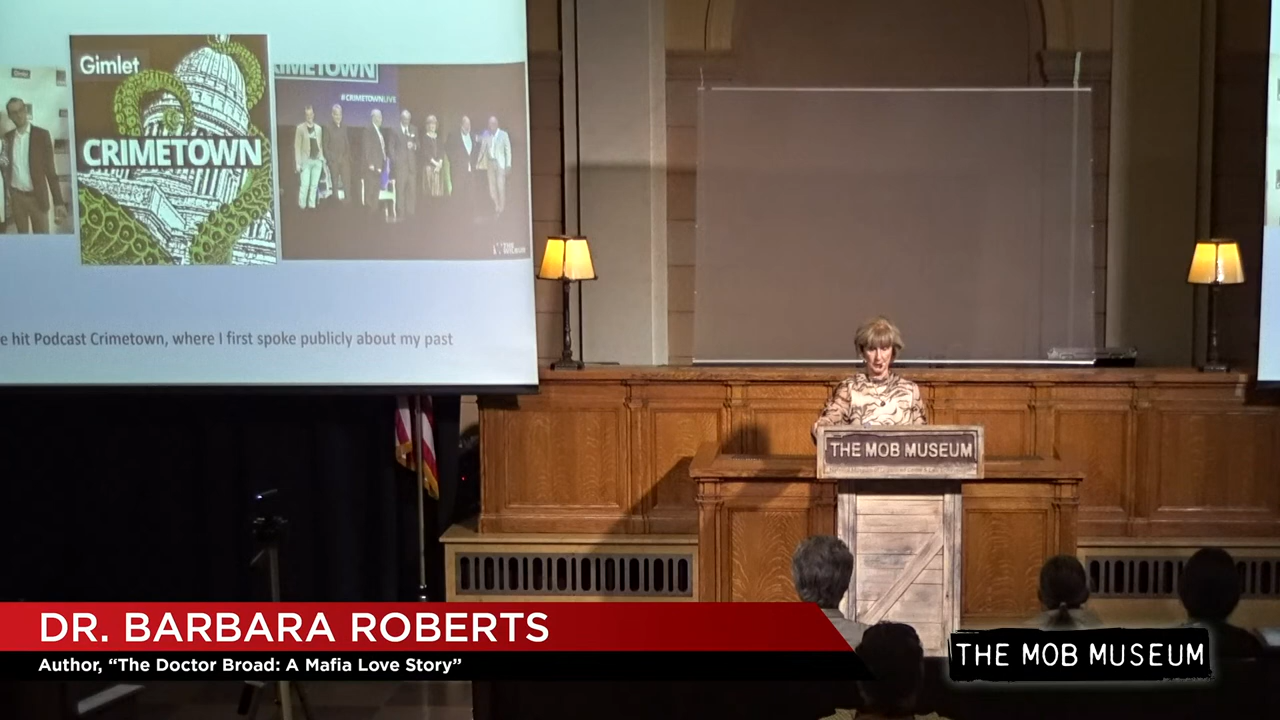 Gimlet
CRIMETOWN
CRIMETOWN
#CRIMETOWNLIVE
e hit Podcast Crimetown, where I first spoke publicly about my past
THE MOB MUSEUM
DR. BARBARA ROBERTS
Author, “The Doctor Broad: A Mafia Love Story”
THE MOB MUSEUM